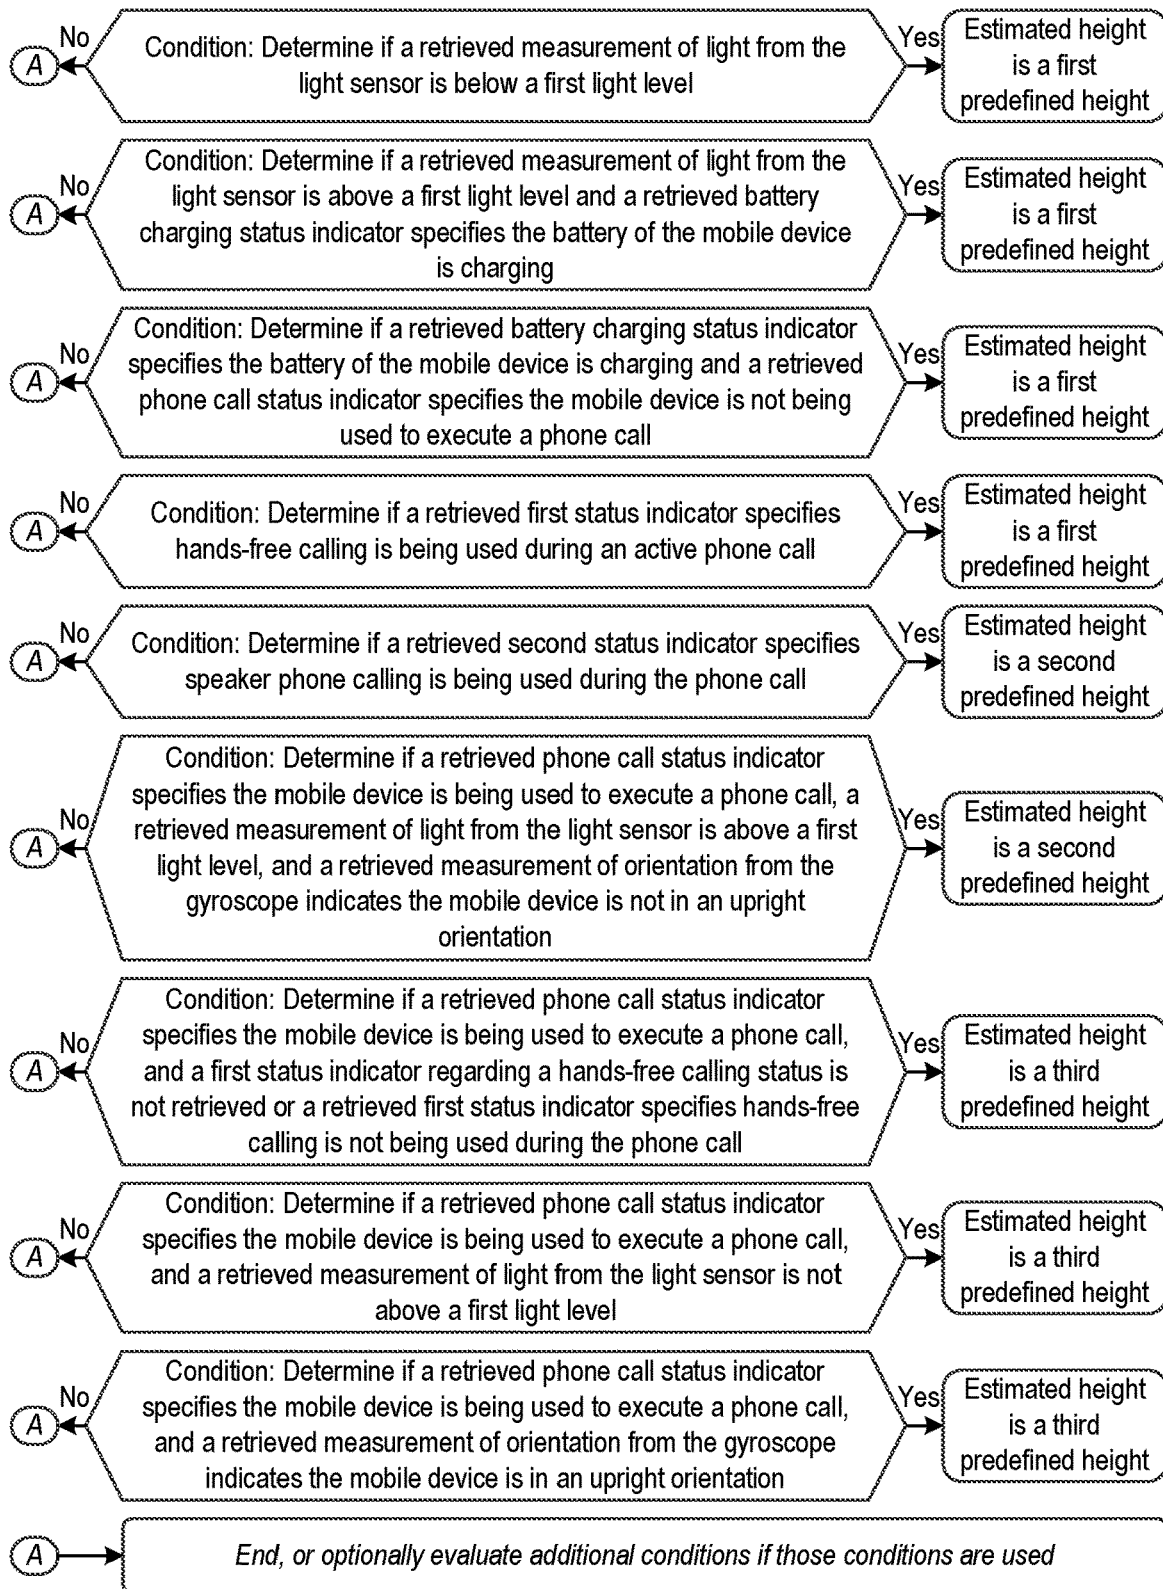 No
A
Condition: Determine if a retrieved measurement of light from the
light sensor is below a first light level
Yes
Estimated height
is a first
predefined height
No
A
Condition: Determine if a retrieved measurement of light from the
light sensor is above a first light level and a retrieved battery
charging status indicator specifies the battery of the mobile device
is charging
Yes
Estimated height
is a first
predefined height
No
A
Condition: Determine if a retrieved battery charging status indicator
specifies the battery of the mobile device is charging and a retrieved
phone call status indicator specifies the mobile device is not being
used to execute a phone call
Yes
Estimated height
is a first
predefined height
No
A
Condition: Determine if a retrieved first status indicator specifies
hands-free calling is being used during an active phone call
Yes
Estimated height
is a first
predefined height
No
A
Condition: Determine if a retrieved second status indicator specifies
speaker phone calling is being used during the phone call
Yes
Estimated height
is a second
predefined height
No
A
Condition: Determine if a retrieved phone call status indicator
specifies the mobile device is being used to execute a phone call, a
retrieved measurement of light from the light sensor is above a first
light level, and a retrieved measurement of orientation from the
gyroscope indicates the mobile device is not in an upright
orientation
Yes
Estimated height
is a second
predefined height
No
A
Condition: Determine if a retrieved phone call status indicator
specifies the mobile device is being used to execute a phone call,
and a first status indicator regarding a hands-free calling status is
not retrieved or a retrieved first status indicator specifies hands-free
calling is not being used during the phone call
Yes
Estimated height
is a third
predefined height
No
A
Condition: Determine if a retrieved phone call status indicator
specifies the mobile device is being used to execute a phone call,
and a retrieved measurement of light from the light sensor is not
above a first light level
Yes
Estimated height
is a third
predefined height
No
A
Condition: Determine if a retrieved phone call status indicator
specifies the mobile device is being used to execute a phone call,
and a retrieved measurement of orientation from the gyroscope
indicates the mobile device is in an upright orientation
Yes
Estimated height
is a third
predefined height
A
End, or optionally evaluate additional conditions if those conditions are used